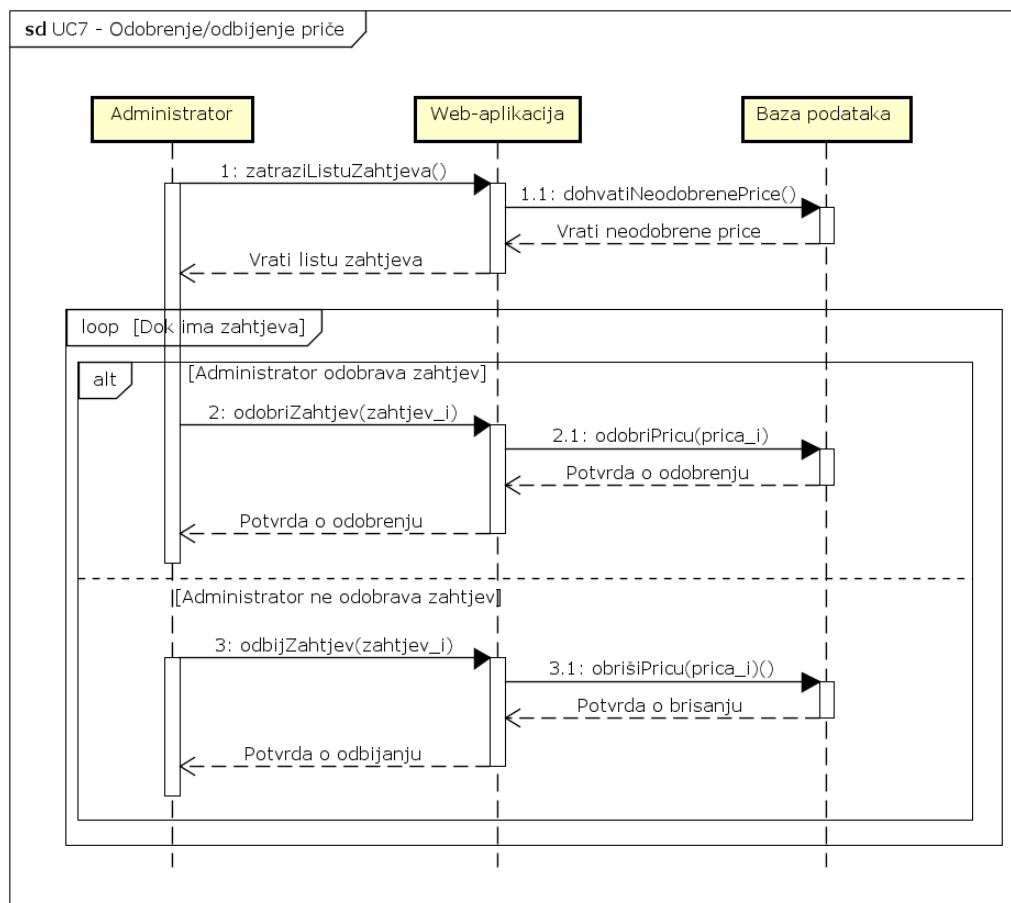 sd UC7 - Odobrenje/odbijenje priče
Administrator
Web-aplikacija
Baza podataka
1: zatraziListuZahtjeva()
1.1: dohvatiNeodobrenePrice()
Vrati neodobrene price
Vrati listu zahtjeva
loop [Dok ima zahtjeva]
alt
[Administrator odobrava zahtjev]
2: odobriZahtjev(zahtjev_i)
2.1: odobriPricu(prica_i)
Potvrda o odobrenju
Potvrda o odobrenju
[Administrator ne odobrava zahtjev]
3: odbijZahtjev(zahtjev_i)
3.1: obrišiPricu(prica_i)()
Potvrda o brisanju
Potvrda o odbijanju